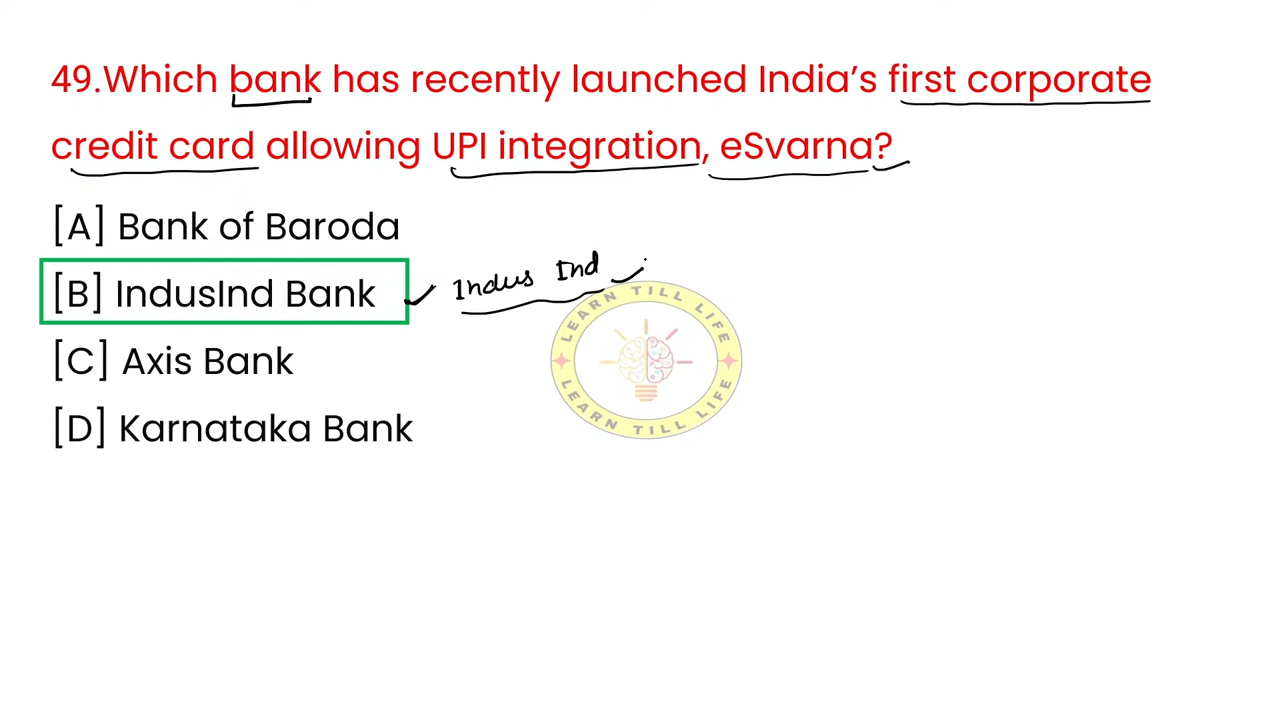 49.Which bank has recently launched India's first corporate
credit card allowing UPI integration, eSvarna?
[A] Bank of Baroda
[B] IndusInd Bank
Indus Ind
[C] Axis Bank
[D] Karnataka Bank
LEARN TILL LIFE
LEARN TILL LIFE